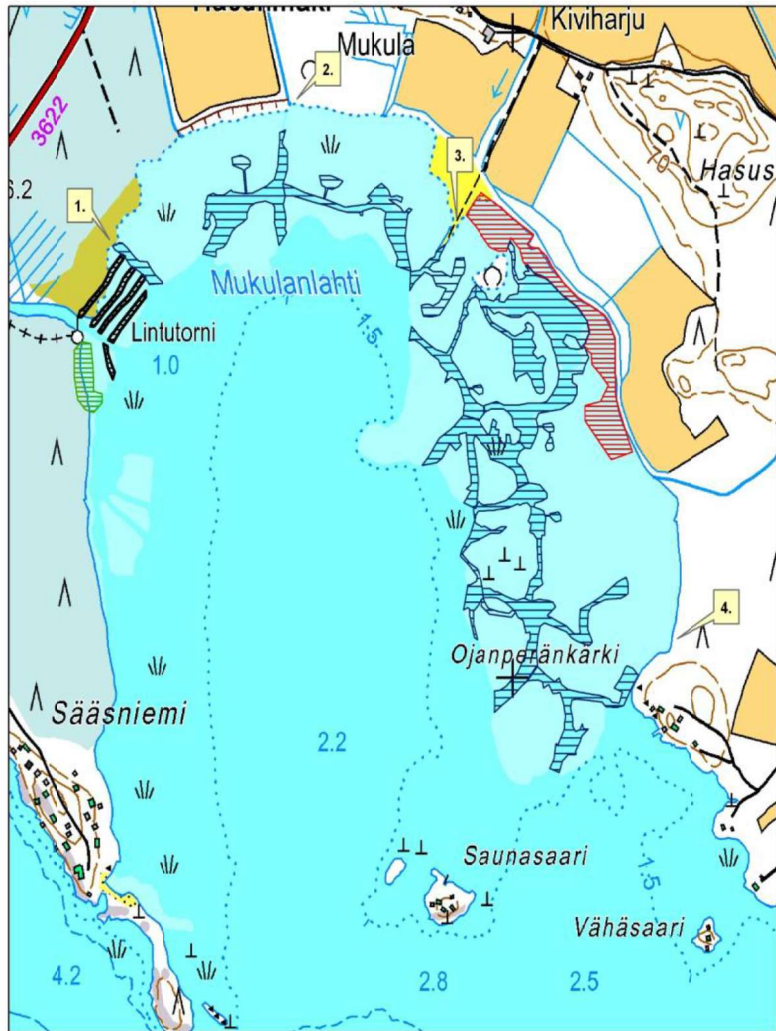 Mukula
Kiviharju
2.
3622
70
Hasus
3.
6.2
1.
Mukulanlahti
1.5
Lintutorni
1.0
4.
Ojanperänkärki
Sääsniemi
2.2
Saunasaari
1.5
Vähäsaari
4.2
2.8
2.5